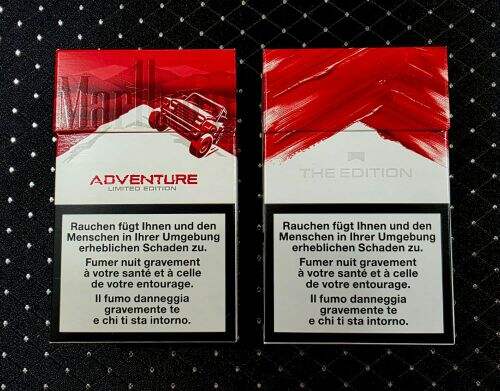 Marlb
ADVENTURE
LIMITED EDITION
Rauchen fügt Ihnen und den
Menschen in Ihrer Umgebung
erheblichen Schaden zu.
Fumer nuit gravement
à votre santé et à celle
de votre entourage.
Il fumo danneggia
gravemente te
e chi ti sta intorno.
THE EDITION
Rauchen fügt Ihnen und den
Menschen in Ihrer Umgebung
erheblichen Schaden zu.
Fumer nuit gravement
à votre santé et à celle
de votre entourage.
Il fumo danneggia
gravemente te
e chi ti sta intorno.